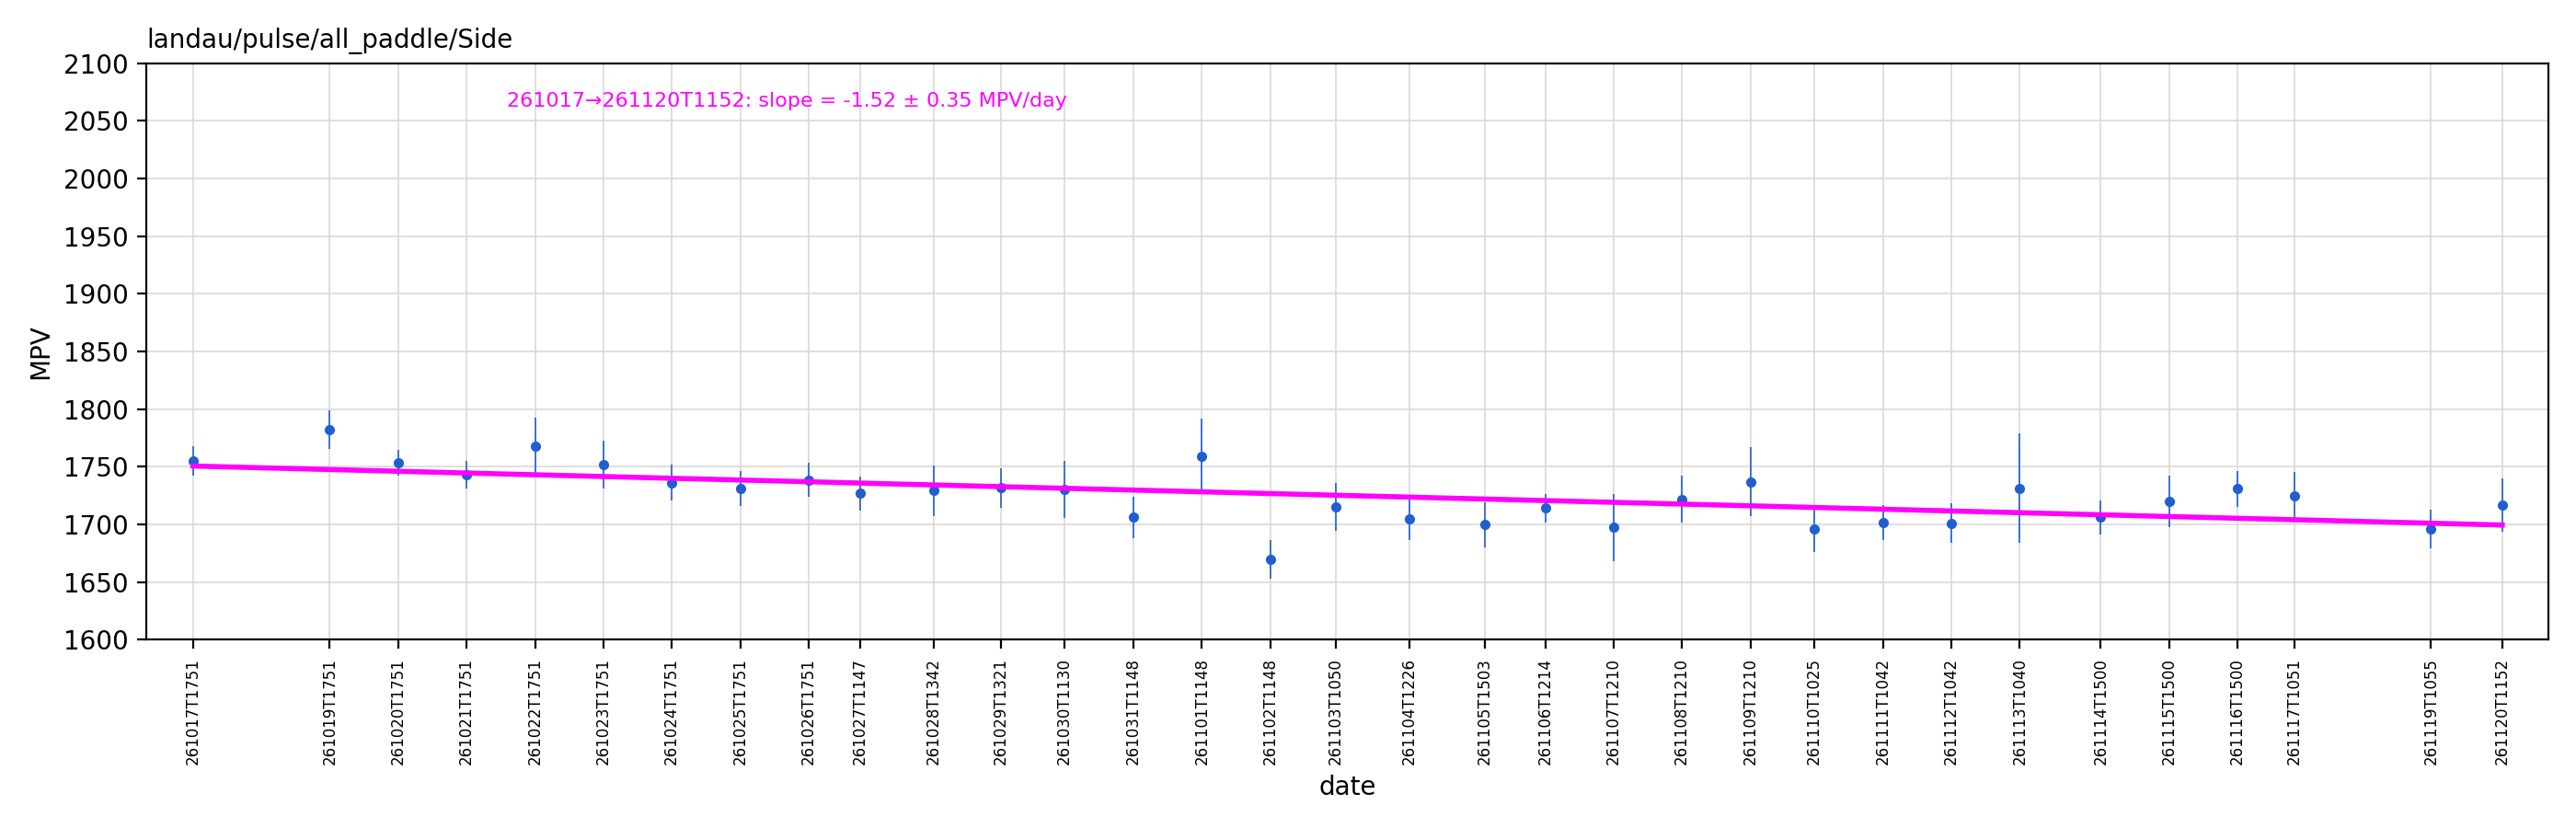 landau/pulse/all_paddle/Side
2100
2050
2000
1950
1900
1850
1800
1750
1700
1650
1600
MPV
261017→261120T1152: slope = -1.52 ± 0.35 MPV/day
261017T1751
261019T1751
261020T1751
261021T1751
261022T1751
261023T1751
261024T1751
261025T1751
261026T1751
261027T1147
261028T1342
261029T1321
261030T1130
261031T1148
261101T1148
261102T1148
261103T1050
261104T1226
261105T1503
261106T1214
261107T1210
261108T1210
261109T1210
261110T1025
261111T1042
261112T1042
261113T1040
261114T1500
261115T1500
261116T1500
261117T1051
261119T1055
261120T1152
date